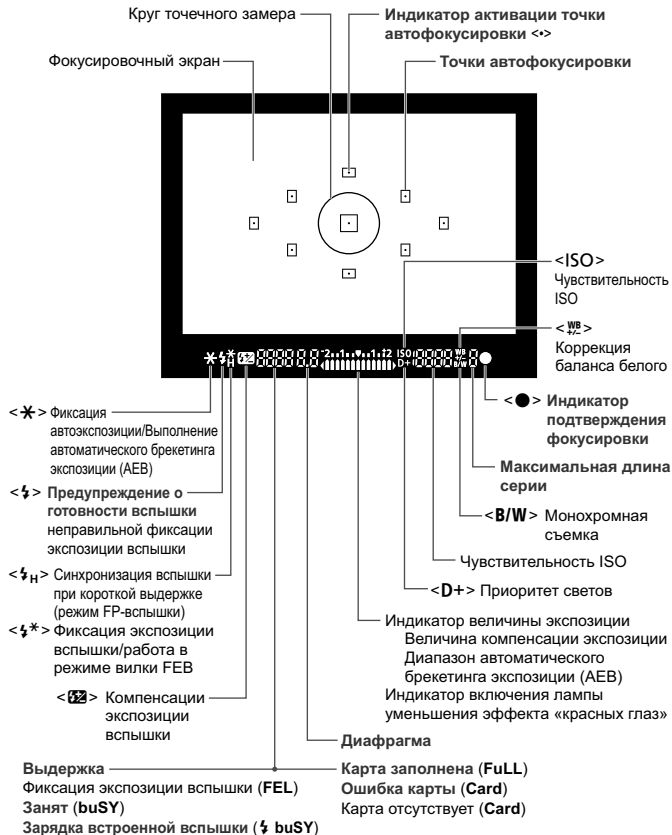 Круг точечного замера
Индикатор активации точки
автофокусировки <·>
Фокусировочный экран
Точки автофокусировки
<ISO>
Чувствительность
ISO
<WB +/–>
Коррекция
баланса белого
<●> Индикатор
подтверждения
фокусировки
Максимальная длина
серии
<B/W> Монохромная
съемка
Чувствительность ISO
<D+> Приоритет светов
Индикатор величины экспозиции
Величина компенсации экспозиции
Диапазон автоматического
брекетинга экспозиции (AEB)
Индикатор включения лампы
уменьшения эффекта «красных глаз»
<✱> Фиксация
автоэкспозиции/Выполнение
автоматического брекетинга
экспозиции (AEB)
<⚡> Предупреждение о
готовности вспышки
неправильной фиксации
экспозиции вспышки
<⚡H> Синхронизация вспышки
при короткой выдержке
(режим FP-вспышки)
<⚡*> Фиксация экспозиции
вспышки/работа в
режиме вилки FEB
Компенсации
экспозиции
вспышки
Диафрагма
Выдержка
Фиксация экспозиции вспышки (FEL)
Занят (buSY)
Зарядка встроенной вспышки (⚡ buSY)
Карта заполнена (FuLL)
Ошибка карты (Card)
Карта отсутствует (Card)